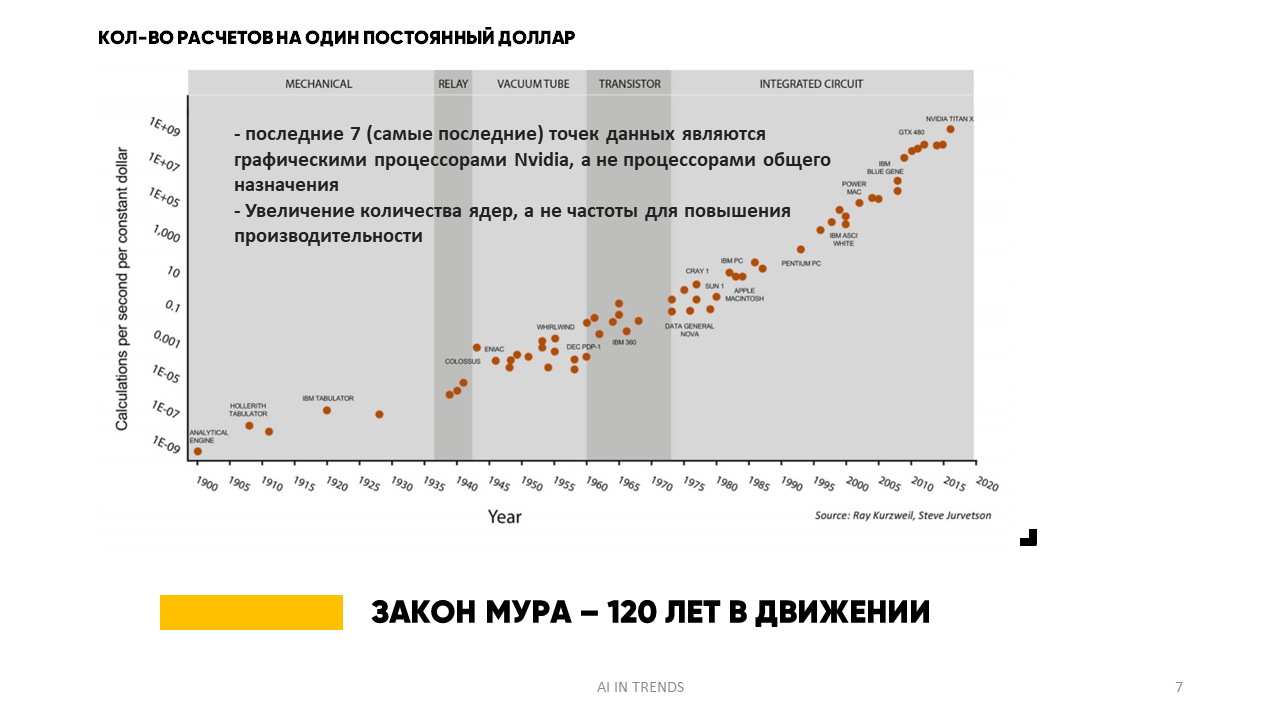 КОЛ-ВО РАСЧЕТОВ НА ОДИН ПОСТОЯННЫЙ ДОЛЛАР
MECHANICAL
RELAY
VACUUM TUBE
TRANSISTOR
INTEGRATED CIRCUIT
- последние 7 (самые последние) точек данных являются
графическими процессорами Nvidia, а не процессорами общего
назначения
- Увеличение количества ядер, а не частоты для повышения
производительности
Calculations per second per constant dollar
1E+09
1E+07
1E+05
1,000
10
0.1
0.001
1E-05
1E-07
1E-09
ANALYTICAL
ENGINE
HOLLERITH
TABULATOR
IBM TABULATOR
COLOSSUS
ENIAC
WHIRLWIND
DEC PDP-1
IBM 360
DATA GENERAL
NOVA
CRAY 1
SUN 1
IBM PC
APPLE
MACINTOSH
PENTIUM PC
IBM ASCI
WHITE
POWER
MAC
IBM
BLUE GENE
GTX 480
NVIDIA TITAN X
1900
1905
1910
1915
1920
1925
1930
1935
1940
1945
1950
1955
1960
1965
1970
1975
1980
1985
1990
1995
2000
2005
2010
2015
2020
Year
Source: Ray Kurzweil, Steve Jurvetson
ЗАКОН МУРА – 120 ЛЕТ В ДВИЖЕНИИ
AI IN TRENDS
7